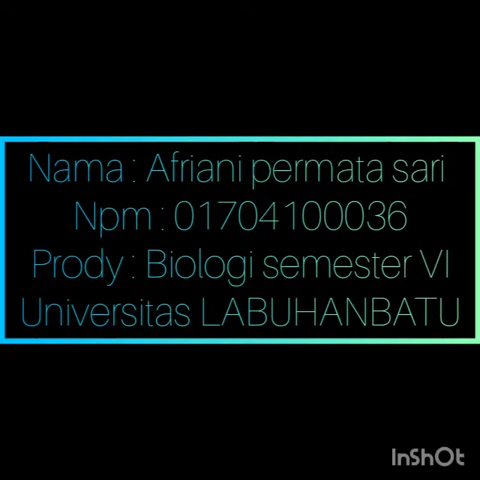 Nama : Afriani permata sari
Npm : 01704100036
Prody : Biologi semester VI
Universitas LABUHANBATU
InShOt